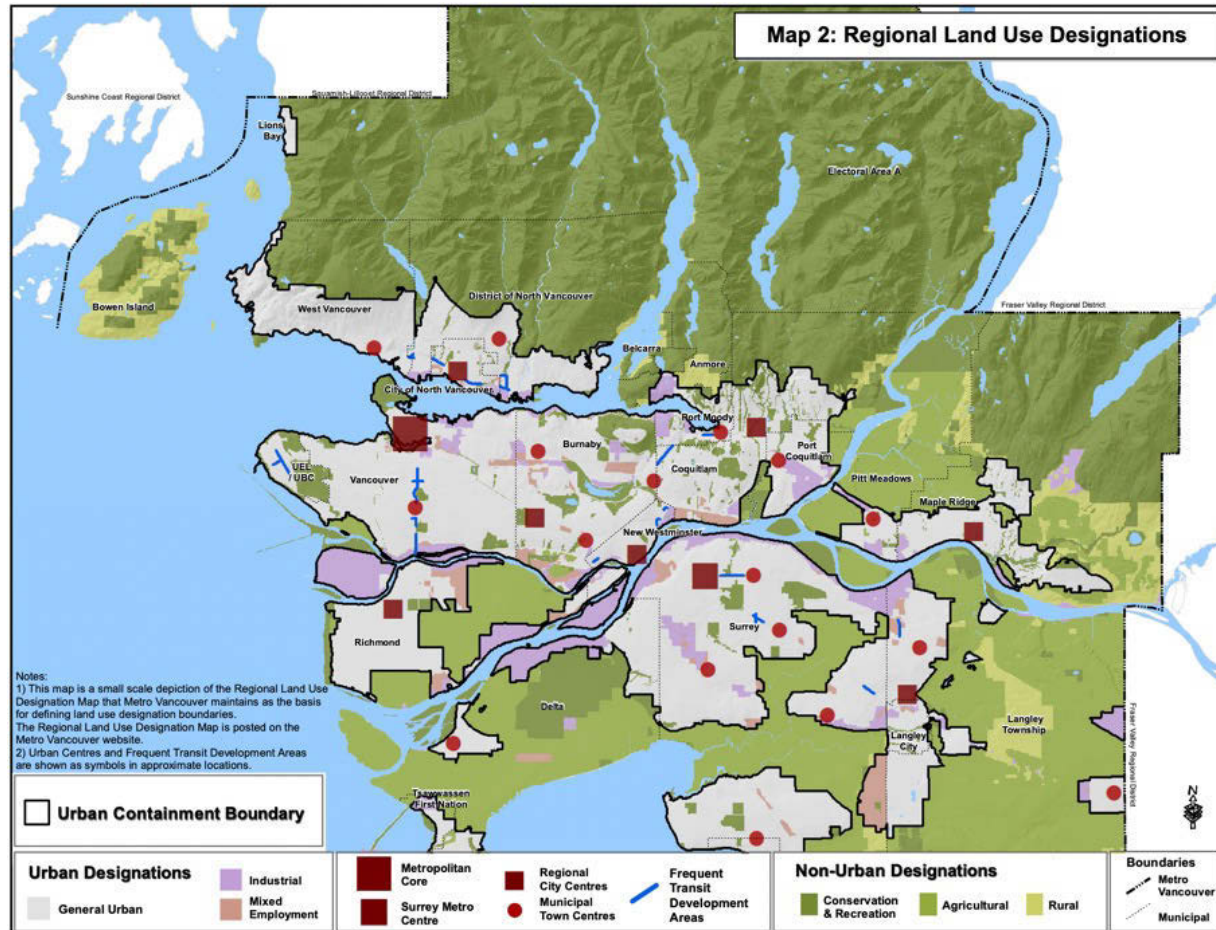 Map 2: Regional Land Use Designations
Sunshine Coast Regional District
Squamish-Lillooet Regional District
Lions
Bay
Electoral Area A
Bowen Island
Fraser Valley Regional District
West Vancouver
District of North Vancouver
Belcarra
Anmore
City of North Vancouver
Port Moody
Burnaby
Port
Coquitlam
Coquitlam
UEL/
UBC
Vancouver
Pitt Meadows
Maple Ridge
New Westminster
Richmond
Surrey
Delta
Langley
Township
Langley
City
Fraser Valley Regional District
Tsawwassen
First Nation
N
Notes:
1) This map is a small scale depiction of the Regional Land Use
Designation Map that Metro Vancouver maintains as the basis
for defining land use designation boundaries.
The Regional Land Use Designation Map is posted on the
Metro Vancouver website.
2) Urban Centres and Frequent Transit Development Areas
are shown as symbols in approximate locations.
Urban Containment Boundary
Urban Designations
General Urban
Industrial
Mixed
Employment
Metropolitan
Core
Surrey Metro
Centre
Regional
City Centres
Municipal
Town Centres
Frequent
Transit
Development
Areas
Non-Urban Designations
Conservation
& Recreation
Agricultural
Rural
Boundaries
Metro
Vancouver
Municipal